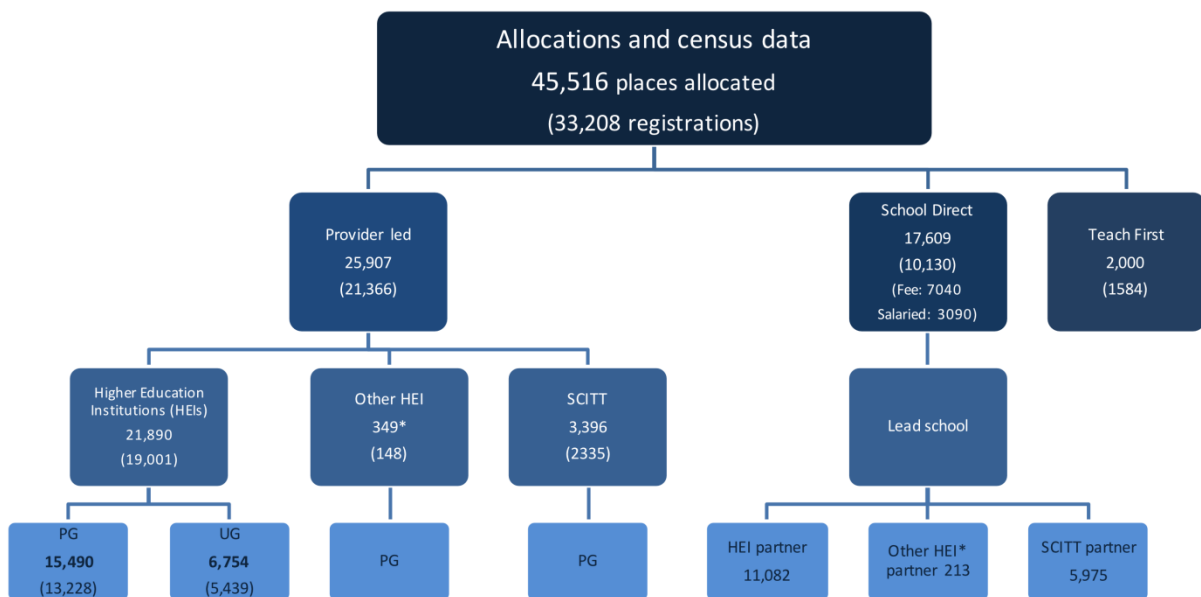 Allocations and census data
45,516 places allocated
(33,208 registrations)
Provider led
25,907
(21,366)
School Direct
17,609
(10,130)
(Fee: 7040
Salaried: 3090)
Teach First
2,000
(1584)
Higher Education
Institutions (HEIs)
21,890
(19,001)
Other HEI
349*
(148)
SCITT
3,396
(2335)
Lead school
PG
15,490
(13,228)
UG
6,754
(5,439)
PG
PG
HEI partner
11,082
Other HEI*
partner 213
SCITT partner
5,975